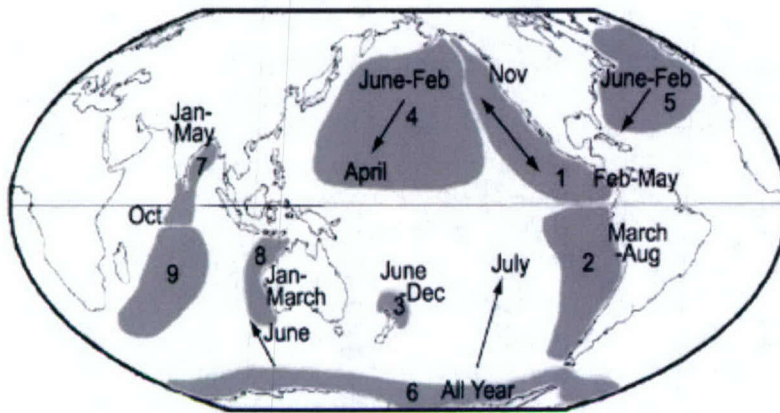 June-Feb
4
April
Nov
June-Feb
5
Jan-
May
7
1
Feb-May
Oct
9
8
Jan-
March
June
June
-Dec
3
July
2
March
-Aug
6
All Year